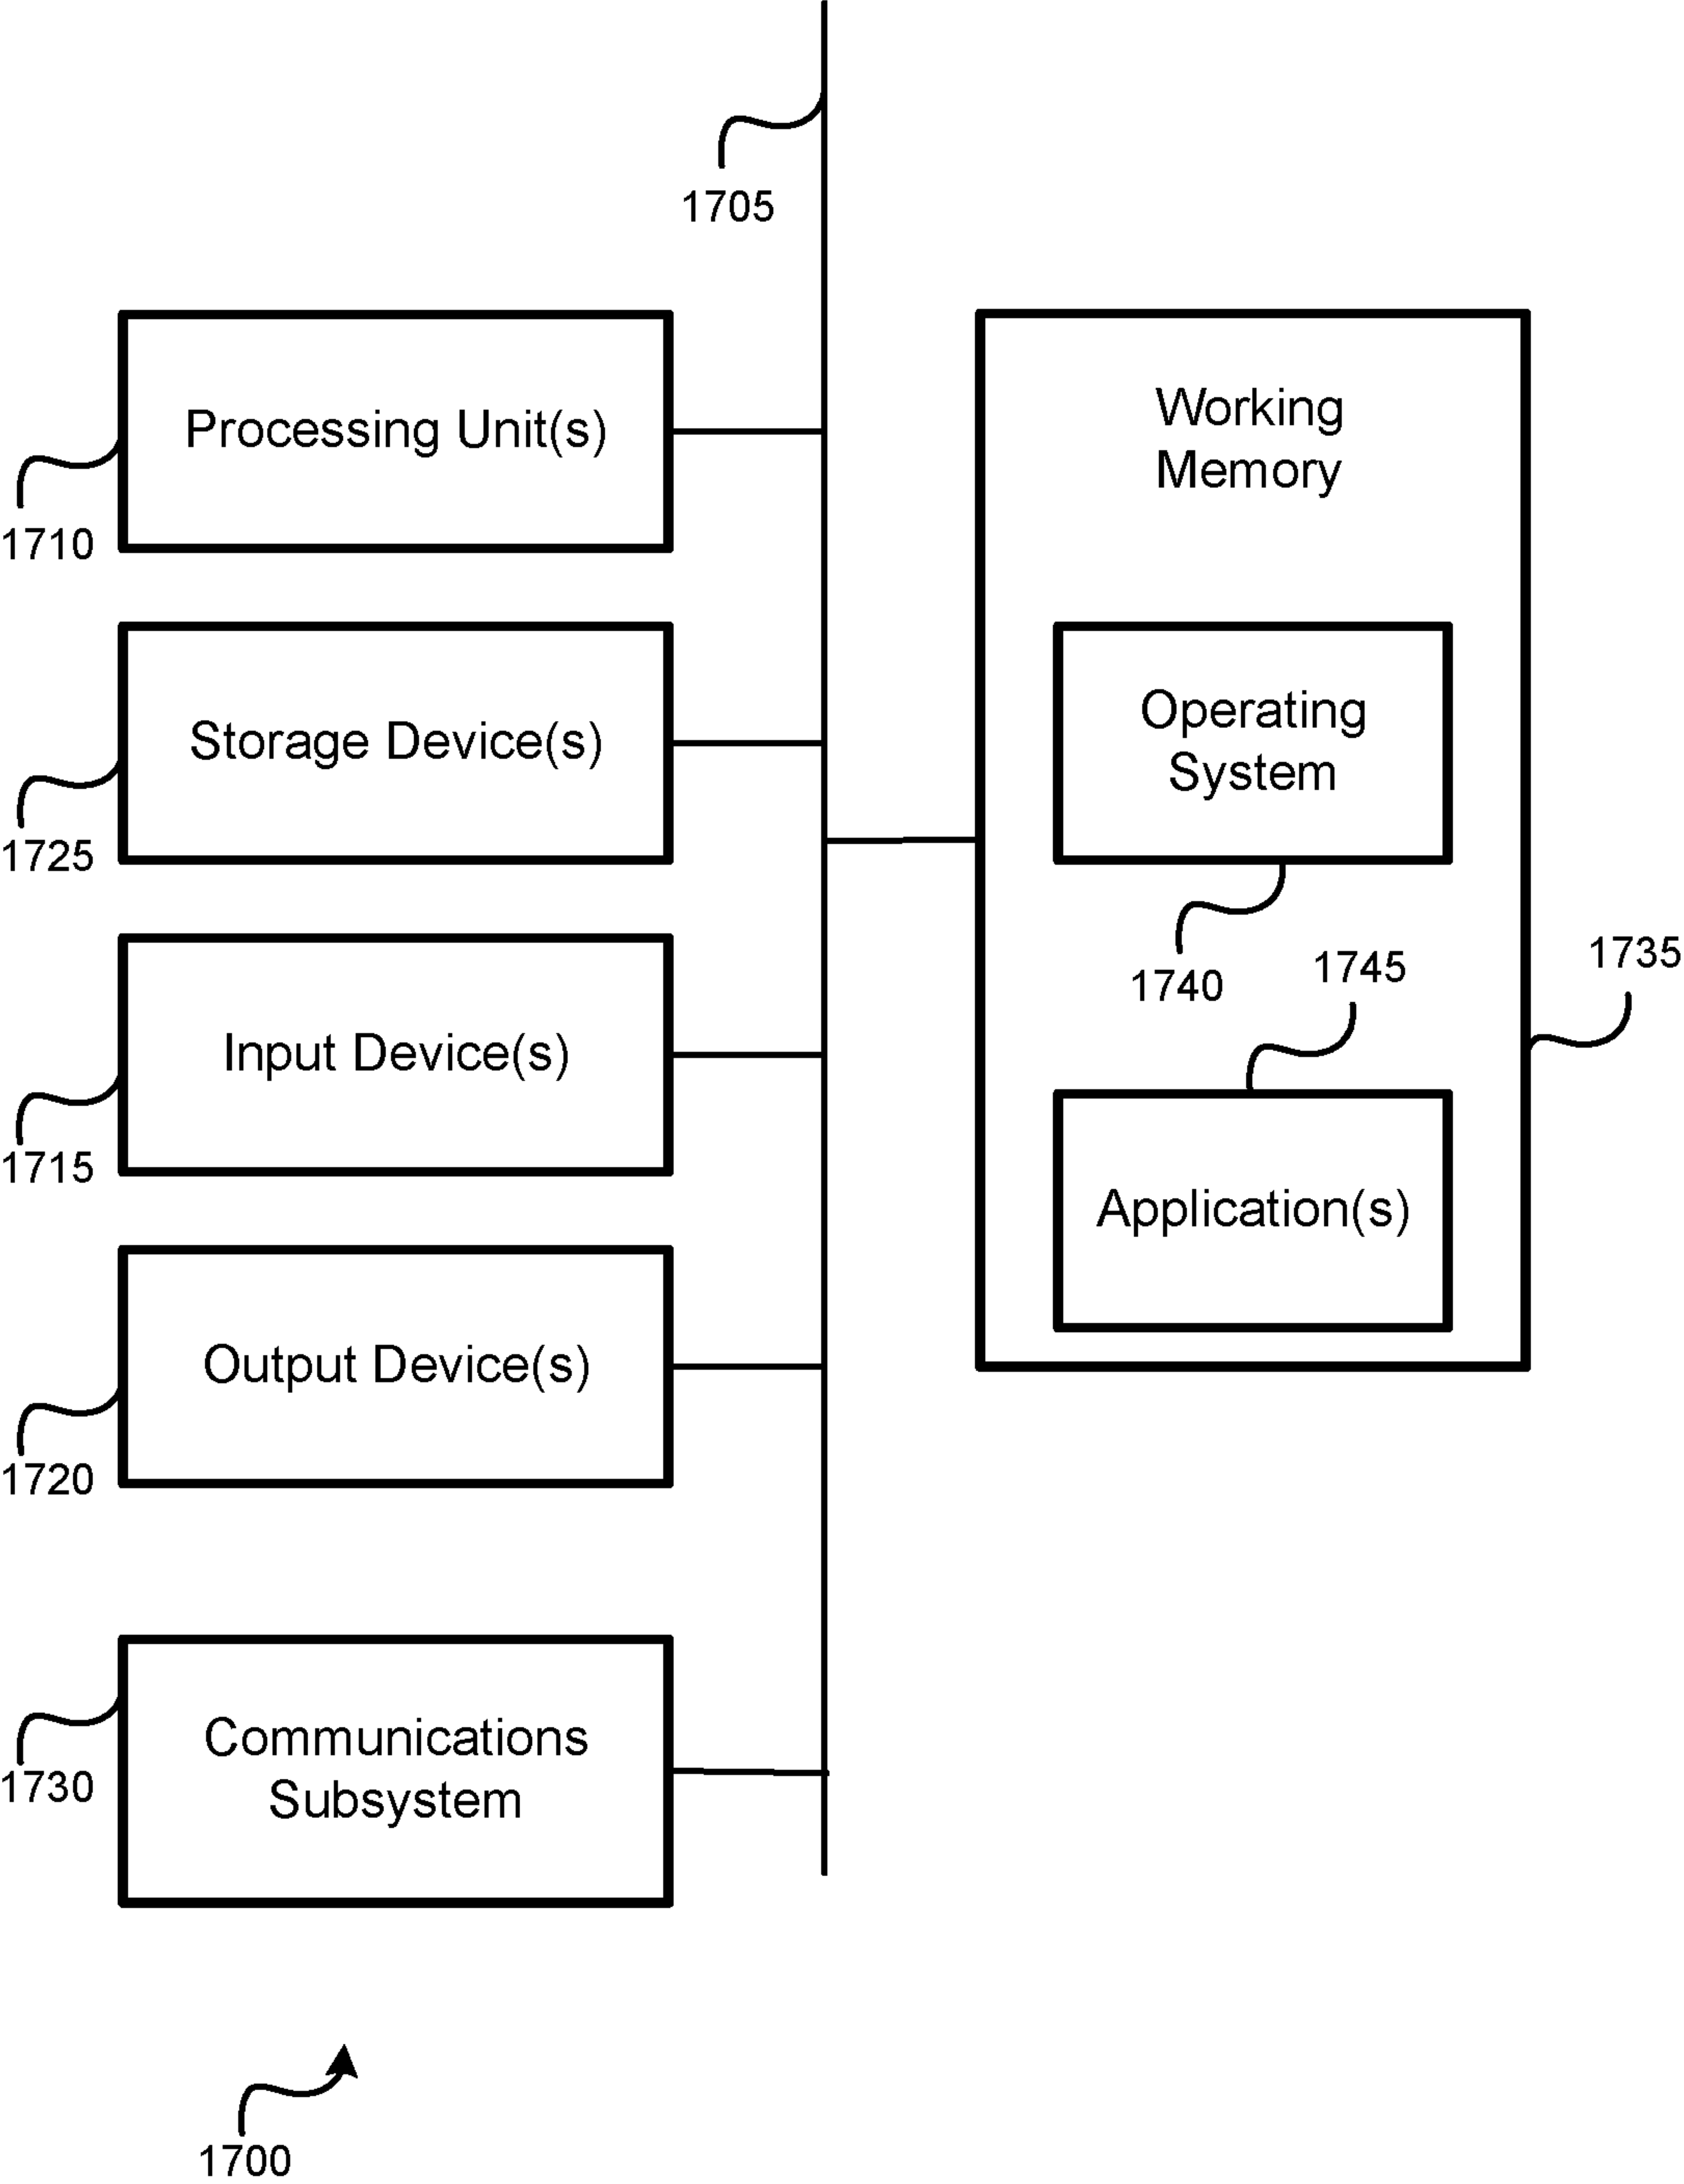 1705
Processing Unit(s)
1710
Storage Device(s)
1725
Input Device(s)
1715
Output Device(s)
1720
Communications
Subsystem
1730
Working
Memory
Operating
System
1740
1745
1735
Application(s)
1700